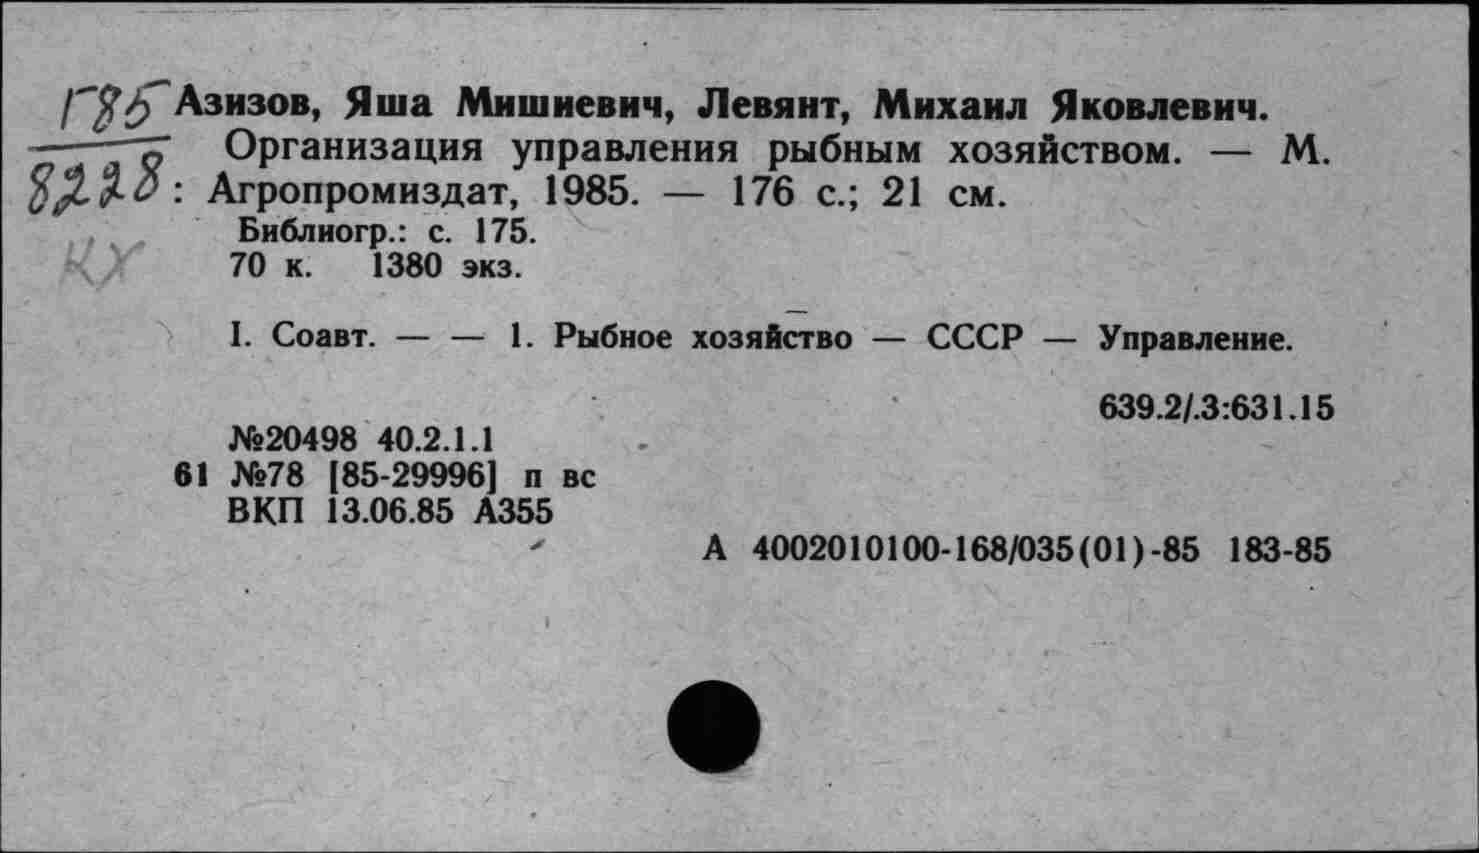 Г85
8228
КХ
Азизов, Яша Мишиевич, Левянт, Михаил Яковлевич.
Организация управления рыбным хозяйством. — М.
: Агропромиздат, 1985. — 176 с.; 21 см.
Библиогр.: с. 175.
70 к. 1380 экз.
I. Соавт. — — 1. Рыбное хозяйство — СССР — Управление.
639.2/.3:631.15
№20498 40.2.1.1
61 №78 [85-29996] п вс
ВКП 13.06.85 А355
А 4002010100-168/035(01)-85 183-85